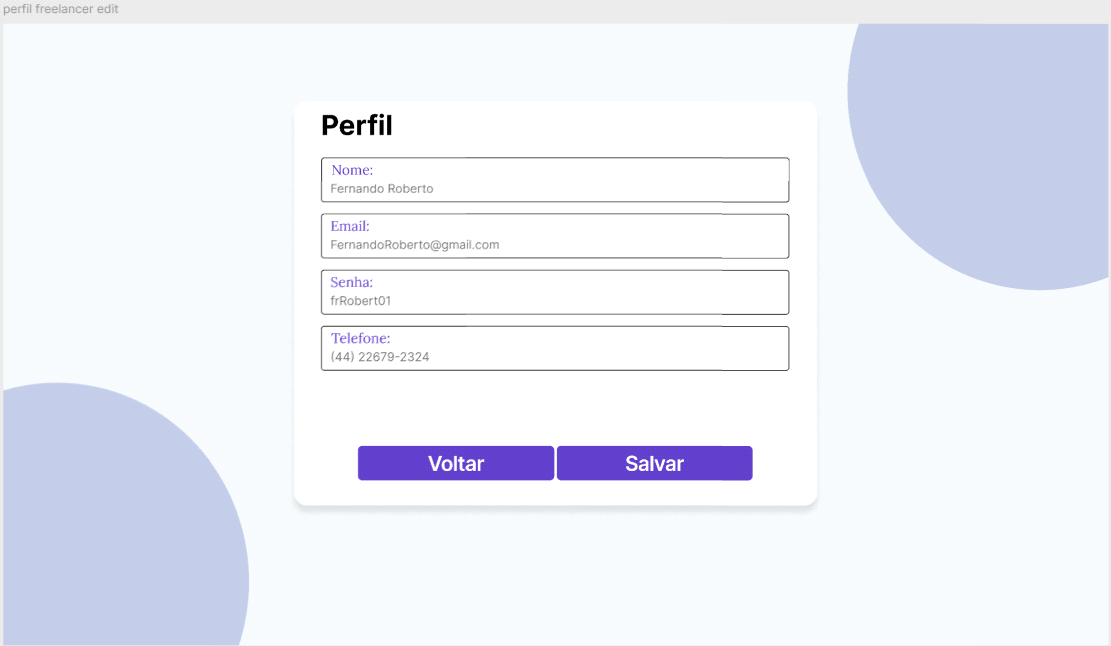 perfil freelancer edit
Perfil
Nome:
Fernando Roberto
Email:
FernandoRoberto@gmail.com
Senha:
frRobert01
Telefone:
(44) 22679-2324
Voltar Salvar